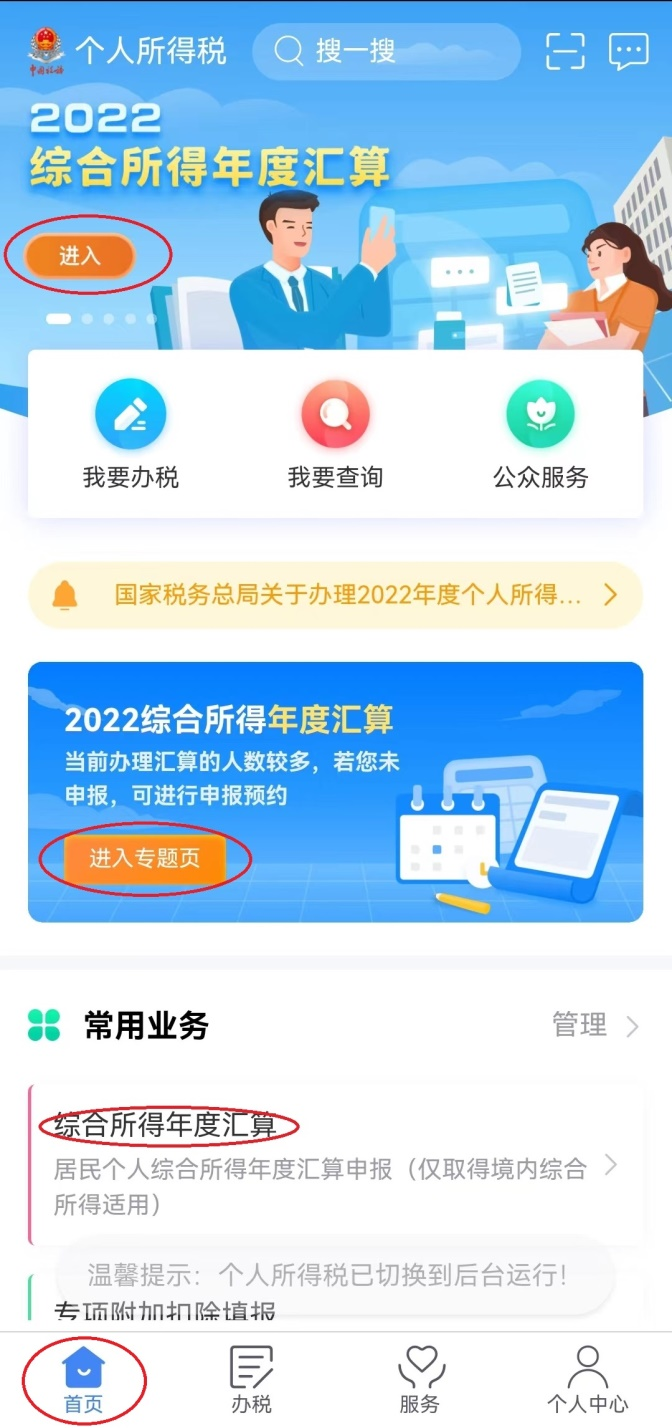 个人所得税
搜一搜
中国税务
2022
综合所得年度汇算
进入
我要办税
我要查询
公众服务
国家税务总局关于办理2022年度个人所得...
2022综合所得年度汇算
当前办理汇算的人数较多，若您未
申报，可进行申报预约
进入专题页
常用业务
管理
综合所得年度汇算
居民个人综合所得年度汇算申报（仅取得境内综合
所得适用）
温馨提示：个人所得税已切换到后台运行！
专项附加扣除填报
首页
办税
服务
个人中心